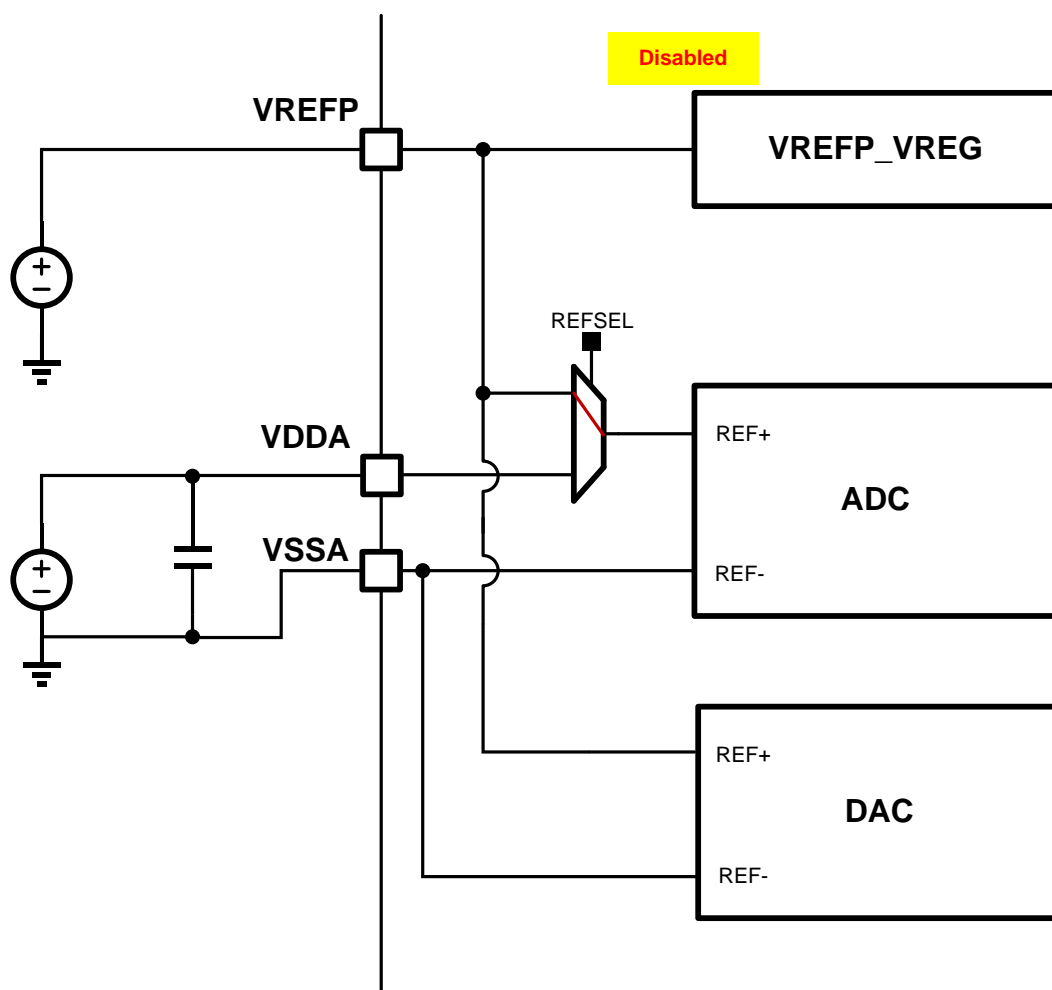 Disabled
VREFP
VREFP_VREG
+
−
REFSEL
VDDA
REF+
ADC
VSSA
+
−
REF-
REF+
DAC
REF-